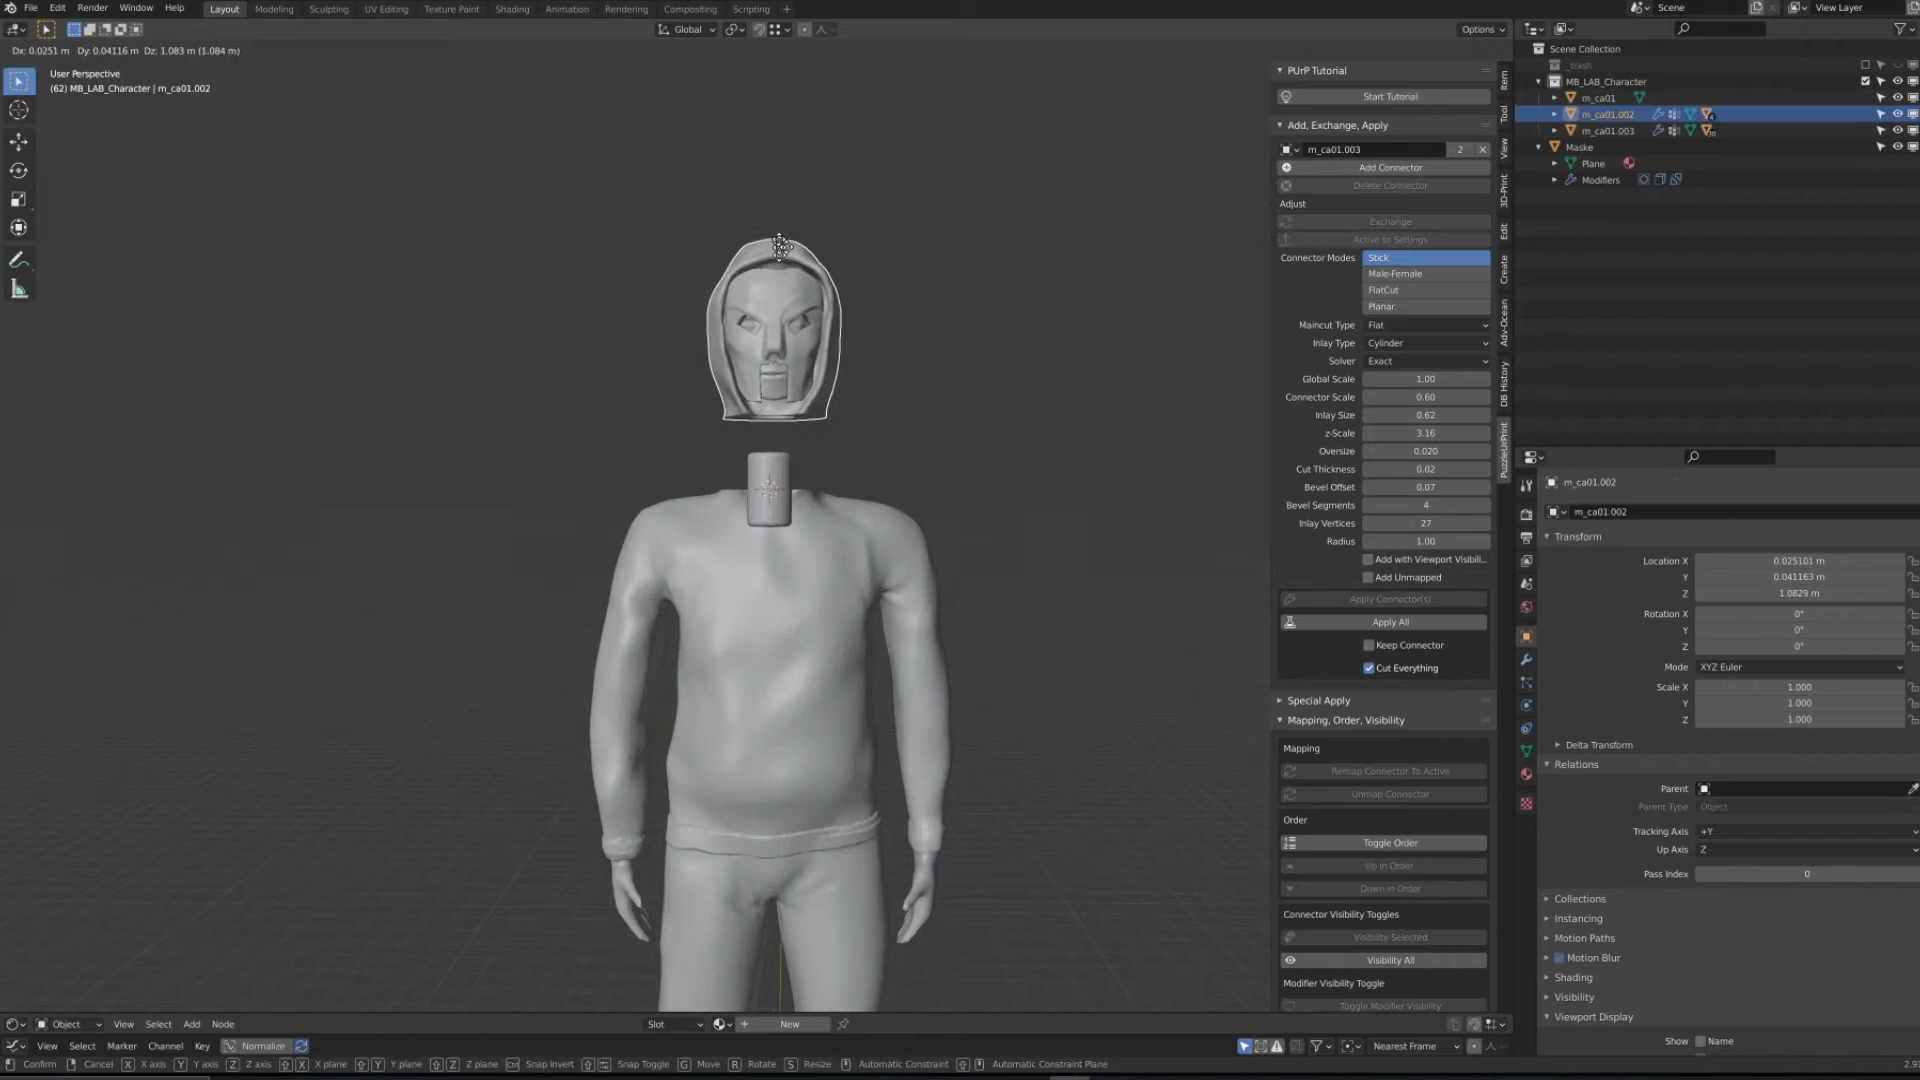 File Edit Render Window Help Layout Modeling Sculpting UV Editing Texture Paint Shading Animation Rendering Compositing Scripting + Scene View Layer
Global Options
Dx: 0.0251 m Dy: 0.04116 m Dz: 1.083 m (1.084 m)
User Perspective
(62) MB_LAB_Character | m_ca01.002
PUrP Tutorial
Start Tutorial
Add, Exchange, Apply
m_ca01.003 2
Add Connector
Delete Connector
Adjust
Exchange
Active to Settings
Connector Modes Stick
Male-Female
FlatCut
Planar
Maincut Type Flat
Inlay Type Cylinder
Solver Exact
Global Scale 1.00
Connector Scale 0.60
Inlay Size 0.62
z-Scale 3.16
Oversize 0.020
Cut Thickness 0.02
Bevel Offset 0.07
Bevel Segments 4
Inlay Vertices 27
Radius 1.00
Add with Viewport Visibili...
Add Unmapped
Apply Connector(s)
Apply All
Keep Connector
Cut Everything
Special Apply
Mapping, Order, Visibility
Mapping
Remap Connector To Active
Unmap Connector
Order
Toggle Order
Up in Order
Down in Order
Connector Visibility Toggles
Visibility Selected
Visibility All
Modifier Visibility Toggle
Toggle Modifier Visibility
Item
Tool
View
3D-Print
Edit
Create
Adv-Ocean
DB History
PuzzleUrPrint
Scene Collection
_trash
MB_LAB_Character
m_ca01
m_ca01.002
m_ca01.003
Maske
Plane
Modifiers
m_ca01.002
m_ca01.002
Transform
Location X 0.025101 m
Y 0.041163 m
Z 1.0829 m
Rotation X 0°
Y 0°
Z 0°
Mode XYZ Euler
Scale X 1.000
Y 1.000
Z 1.000
Delta Transform
Relations
Parent
Parent Type Object
Tracking Axis +Y
Up Axis Z
Pass Index 0
Collections
Instancing
Motion Paths
Motion Blur
Shading
Visibility
Viewport Display
Show Name
Object View Select Add Node Slot New
View Select Marker Channel Key Normalize Nearest Frame
Confirm Cancel X X axis Y Y axis Z Z axis X X plane Y Y plane Z Z plane Snap Invert Snap Toggle G Move R Rotate S Resize Automatic Constraint Automatic Constraint Plane